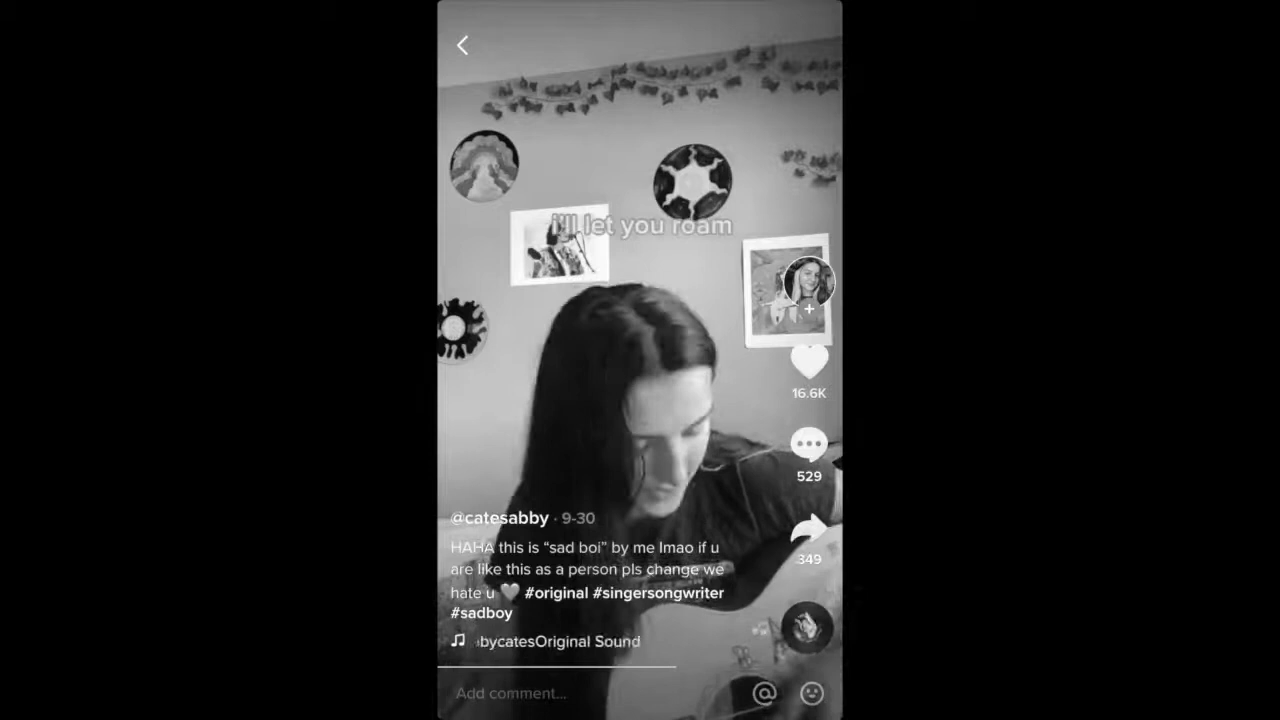 i'll let you roam
16.6K
529
349
@catesabby · 9-30
HAHA this is “sad boi” by me lmao if u
are like this as a person pls change we
hate u 🤍 #original #singersongwriter
#sadboy
bycatesOriginal Sound
Add comment...